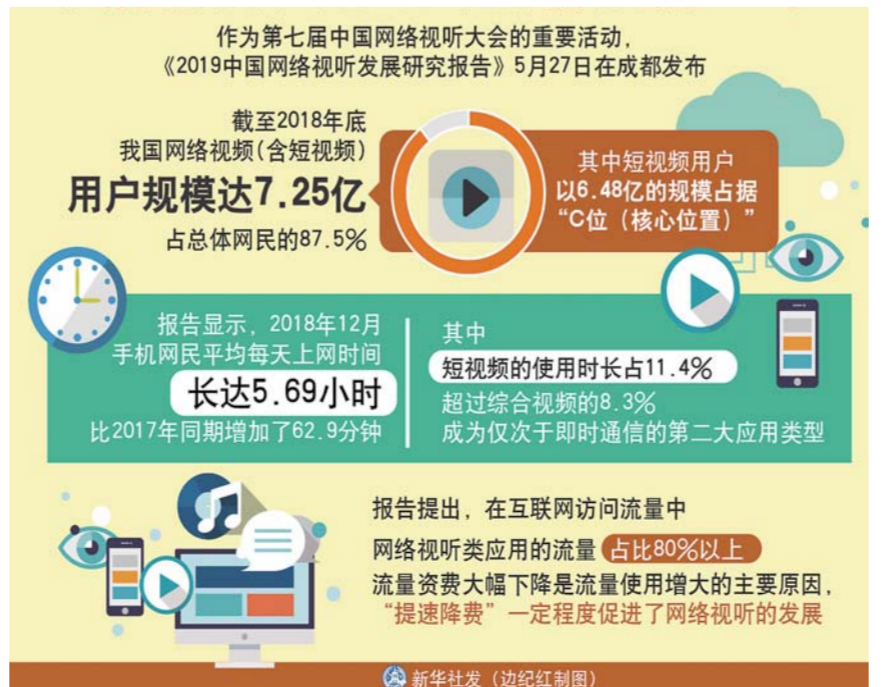 作为第七届中国网络视听大会的重要活动，
《2019中国网络视听发展研究报告》5月27日在成都发布
截至2018年底
我国网络视频(含短视频)
用户规模达7.25亿
占总体网民的87.5%
其中短视频用户
以6.48亿的规模占据
“C位（核心位置）”
报告显示，2018年12月
手机网民平均每天上网时间
长达5.69小时
比2017年同期增加了62.9分钟
其中
短视频的使用时长占11.4%
超过综合视频的8.3%
成为仅次于即时通信的第二大应用类型
报告提出，在互联网访问流量中
网络视听类应用的流量 占比80%以上
流量资费大幅下降是流量使用增大的主要原因，
“提速降费”一定程度促进了网络视听的发展
新华社发（边纪红制图）